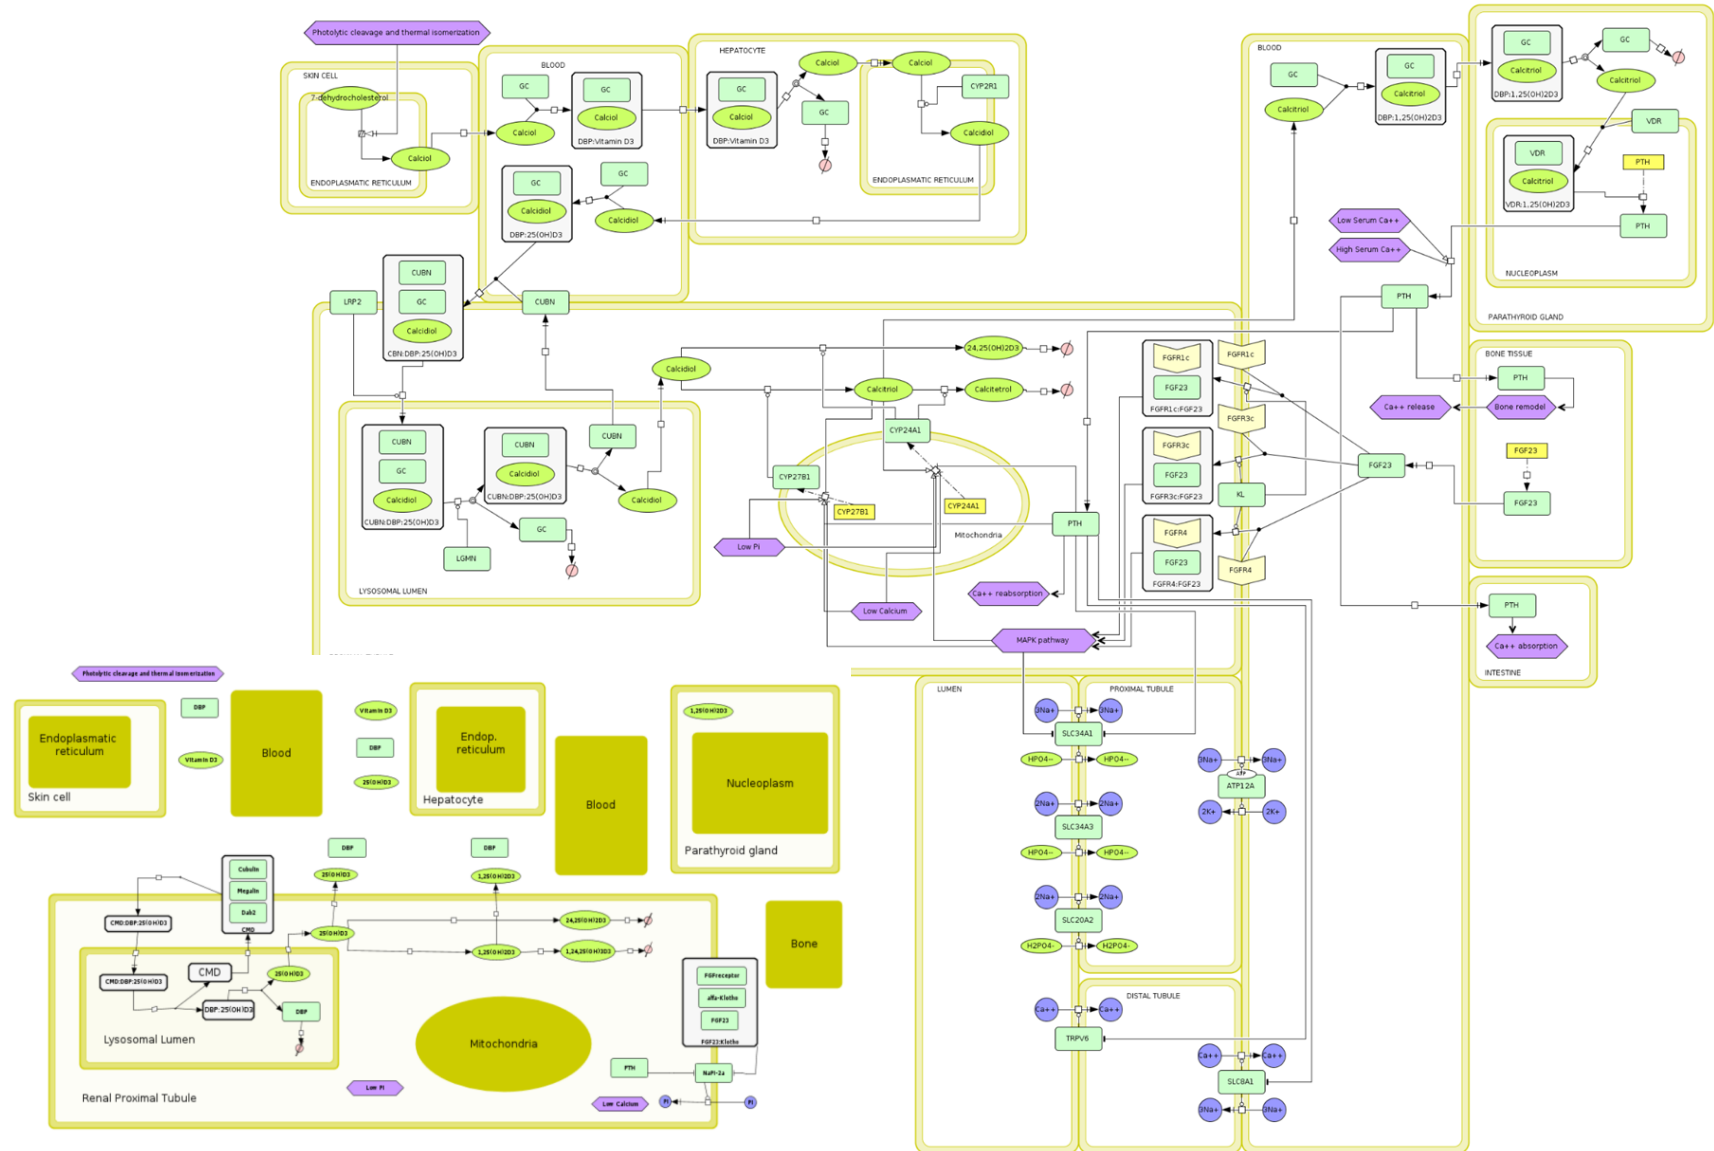 Photolytic cleavage and thermal isomerization
SKIN CELL
7-dehydrocholesterol
Calciol
ENDOPLASMATIC RETICULUM
BLOOD
GC
Calciol
GC
Calciol
DBP:Vitamin D3
GC
Calcidiol
DBP:25(OH)D3
GC
Calcidiol
HEPATOCYTE
GC
Calciol
DBP:Vitamin D3
Calciol
GC
Calciol
CYP2R1
Calcidiol
ENDOPLASMATIC RETICULUM
BLOOD
GC
Calcitriol
GC
Calcitriol
DBP:1,25(OH)2D3
GC
Calcitriol
DBP:1,25(OH)2D3
GC
Calcitriol
VDR
VDR
Calcitriol
VDR:1,25(OH)2D3
PTH
PTH
NUCLEOPLASM
PARATHYROID GLAND
Low Serum Ca++
High Serum Ca++
PTH
LRP2
CUBN
GC
Calcidiol
CBN:DBP:25(OH)D3
CUBN
CUBN
GC
Calcidiol
CUBN:DBP:25(OH)D3
CUBN
Calcidiol
CUBN:DBP:25(OH)D3
CUBN
Calcidiol
GC
LGMN
LYSOSOMAL LUMEN
Calcidiol
24,25(OH)2D3
Calcitriol
Calcitetrol
CYP24A1
CYP27B1
CYP27B1
CYP24A1
Mitochondria
Low Pi
Low Calcium
PTH
Ca++ reabsorption
MAPK pathway
FGFR1c
FGF23
FGFR1c:FGF23
FGFR3c
FGF23
FGFR3c:FGF23
FGFR4
FGF23
FGFR4:FGF23
FGFR1c
FGFR3c
KL
FGFR4
FGF23
BONE TISSUE
PTH
Ca++ release
Bone remodel
FGF23
FGF23
PTH
Ca++ absorption
INTESTINE
LUMEN
PROXIMAL TUBULE
3Na+
3Na+
SLC34A1
HPO4--
HPO4--
2Na+
2Na+
SLC34A3
HPO4--
HPO4--
2Na+
2Na+
SLC20A2
H2PO4-
H2PO4-
3Na+
3Na+
ATP
ATP12A
2K+
2K+
DISTAL TUBULE
Ca++
Ca++
TRPV6
Ca++
Ca++
SLC8A1
3Na+
3Na+
Photolytic cleavage and thermal isomerization
Endoplasmatic
reticulum
Skin cell
DBP
Vitamin D3
Blood
Vitamin D3
DBP
25(OH)D3
Endop.
reticulum
Hepatocyte
Blood
1,25(OH)2D3
Nucleoplasm
Parathyroid gland
DBP
25(OH)D3
DBP
1,25(OH)2D3
Cubulin
Megalin
Dab2
CMD
CMD:DBP:25(OH)D3
CMD:DBP:25(OH)D3
CMD
DBP:25(OH)D3
25(OH)D3
DBP
Lysosomal Lumen
25(OH)D3
24,25(OH)2D3
1,25(OH)2D3
1,24,25(OH)2D3
Mitochondria
Low Pi
Renal Proximal Tubule
FGFreceptor
alfa-Klotho
FGF23
FGF23:Klotho
PTH
NaPi-2a
Low Calcium
Pi
Pi
Bone